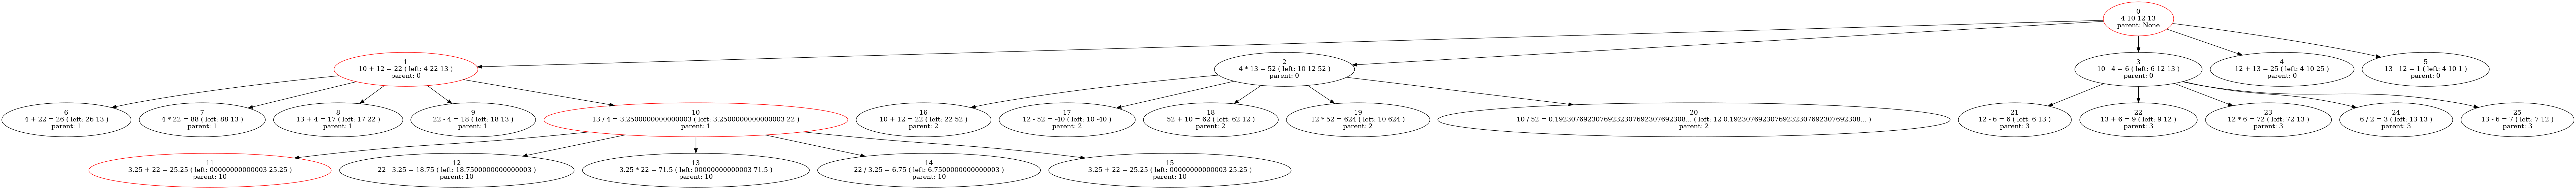 0
4 10 12 13
parent: None
1
10 + 12 = 22 ( left: 4 22 13 )
parent: 0
2
4 * 13 = 52 ( left: 10 12 52 )
parent: 0
3
10 - 4 = 6 ( left: 6 12 13 )
parent: 0
4
12 + 13 = 25 ( left: 4 10 25 )
parent: 0
5
13 - 12 = 1 ( left: 4 10 1 )
parent: 0
6
4 + 22 = 26 ( left: 26 13 )
parent: 1
7
4 * 22 = 88 ( left: 88 13 )
parent: 1
8
13 + 4 = 17 ( left: 17 22 )
parent: 1
9
22 - 4 = 18 ( left: 18 13 )
parent: 1
10
13 / 4 = 3.2500000000000003 ( left: 3.2500000000000003 22 )
parent: 1
16
10 + 12 = 22 ( left: 22 52 )
parent: 2
17
12 - 52 = -40 ( left: 10 -40 )
parent: 2
18
52 + 10 = 62 ( left: 62 12 )
parent: 2
19
12 * 52 = 624 ( left: 10 624 )
parent: 2
20
10 / 52 = 0.19230769230769232307692307692308... ( left: 12 0.19230769230769232307692307692308... )
parent: 2
21
12 - 6 = 6 ( left: 6 13 )
parent: 3
22
13 + 6 = 9 ( left: 9 12 )
parent: 3
23
12 * 6 = 72 ( left: 72 13 )
parent: 3
24
6 / 2 = 3 ( left: 13 13 )
parent: 3
25
13 - 6 = 7 ( left: 7 12 )
parent: 3
11
3.25 + 22 = 25.25 ( left: 00000000000003 25.25 )
parent: 10
12
22 - 3.25 = 18.75 ( left: 18.7500000000000003 )
parent: 10
13
3.25 * 22 = 71.5 ( left: 00000000000003 71.5 )
parent: 10
14
22 / 3.25 = 6.75 ( left: 6.7500000000000003 )
parent: 10
15
3.25 + 22 = 25.25 ( left: 00000000000003 25.25 )
parent: 10